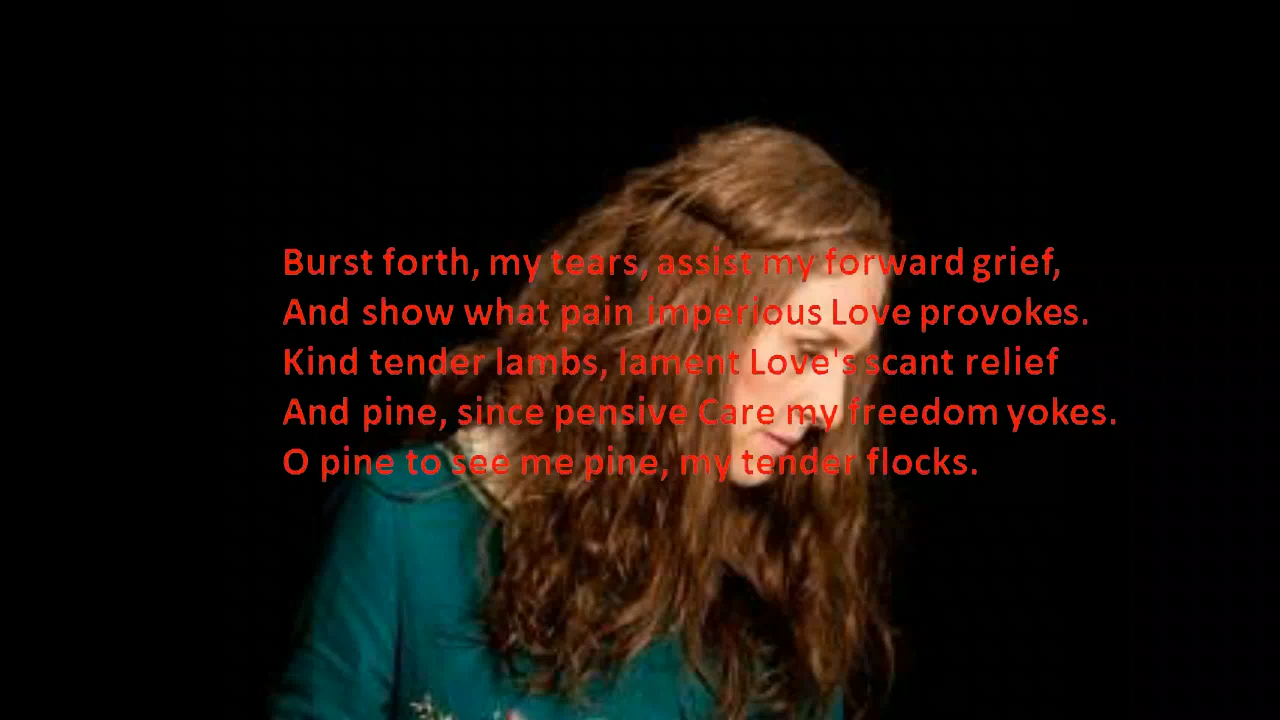 Burst forth, my tears, assist my forward grief,
And show what pain imperious Love provokes.
Kind tender lambs, lament Love's scant relief
And pine, since pensive Care my freedom yokes.
O pine to see me pine, my tender flocks.